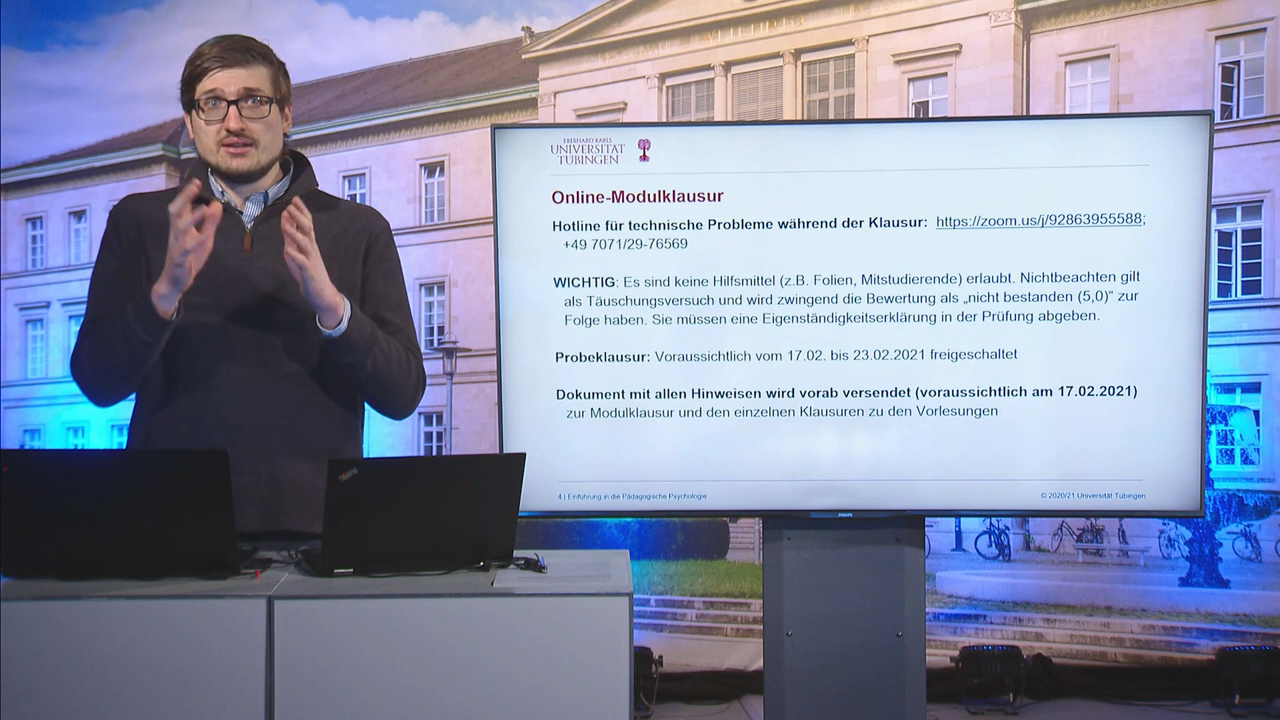 EBERHARD KARLS
UNIVERSITÄT
TÜBINGEN
Online-Modulklausur
Hotline für technische Probleme während der Klausur: https://zoom.us/j/92863955588;
+49 7071/29-76569
WICHTIG: Es sind keine Hilfsmittel (z.B. Folien, Mitstudierende) erlaubt. Nichtbeachten gilt
als Täuschungsversuch und wird zwingend die Bewertung als „nicht bestanden (5,0)“ zur
Folge haben. Sie müssen eine Eigenständigkeitserklärung in der Prüfung abgeben.
Probeklausur: Voraussichtlich vom 17.02. bis 23.02.2021 freigeschaltet
Dokument mit allen Hinweisen wird vorab versendet (voraussichtlich am 17.02.2021)
zur Modulklausur und den einzelnen Klausuren zu den Vorlesungen
4 | Einführung in die Pädagogische Psychologie
© 2020/21 Universität Tübingen